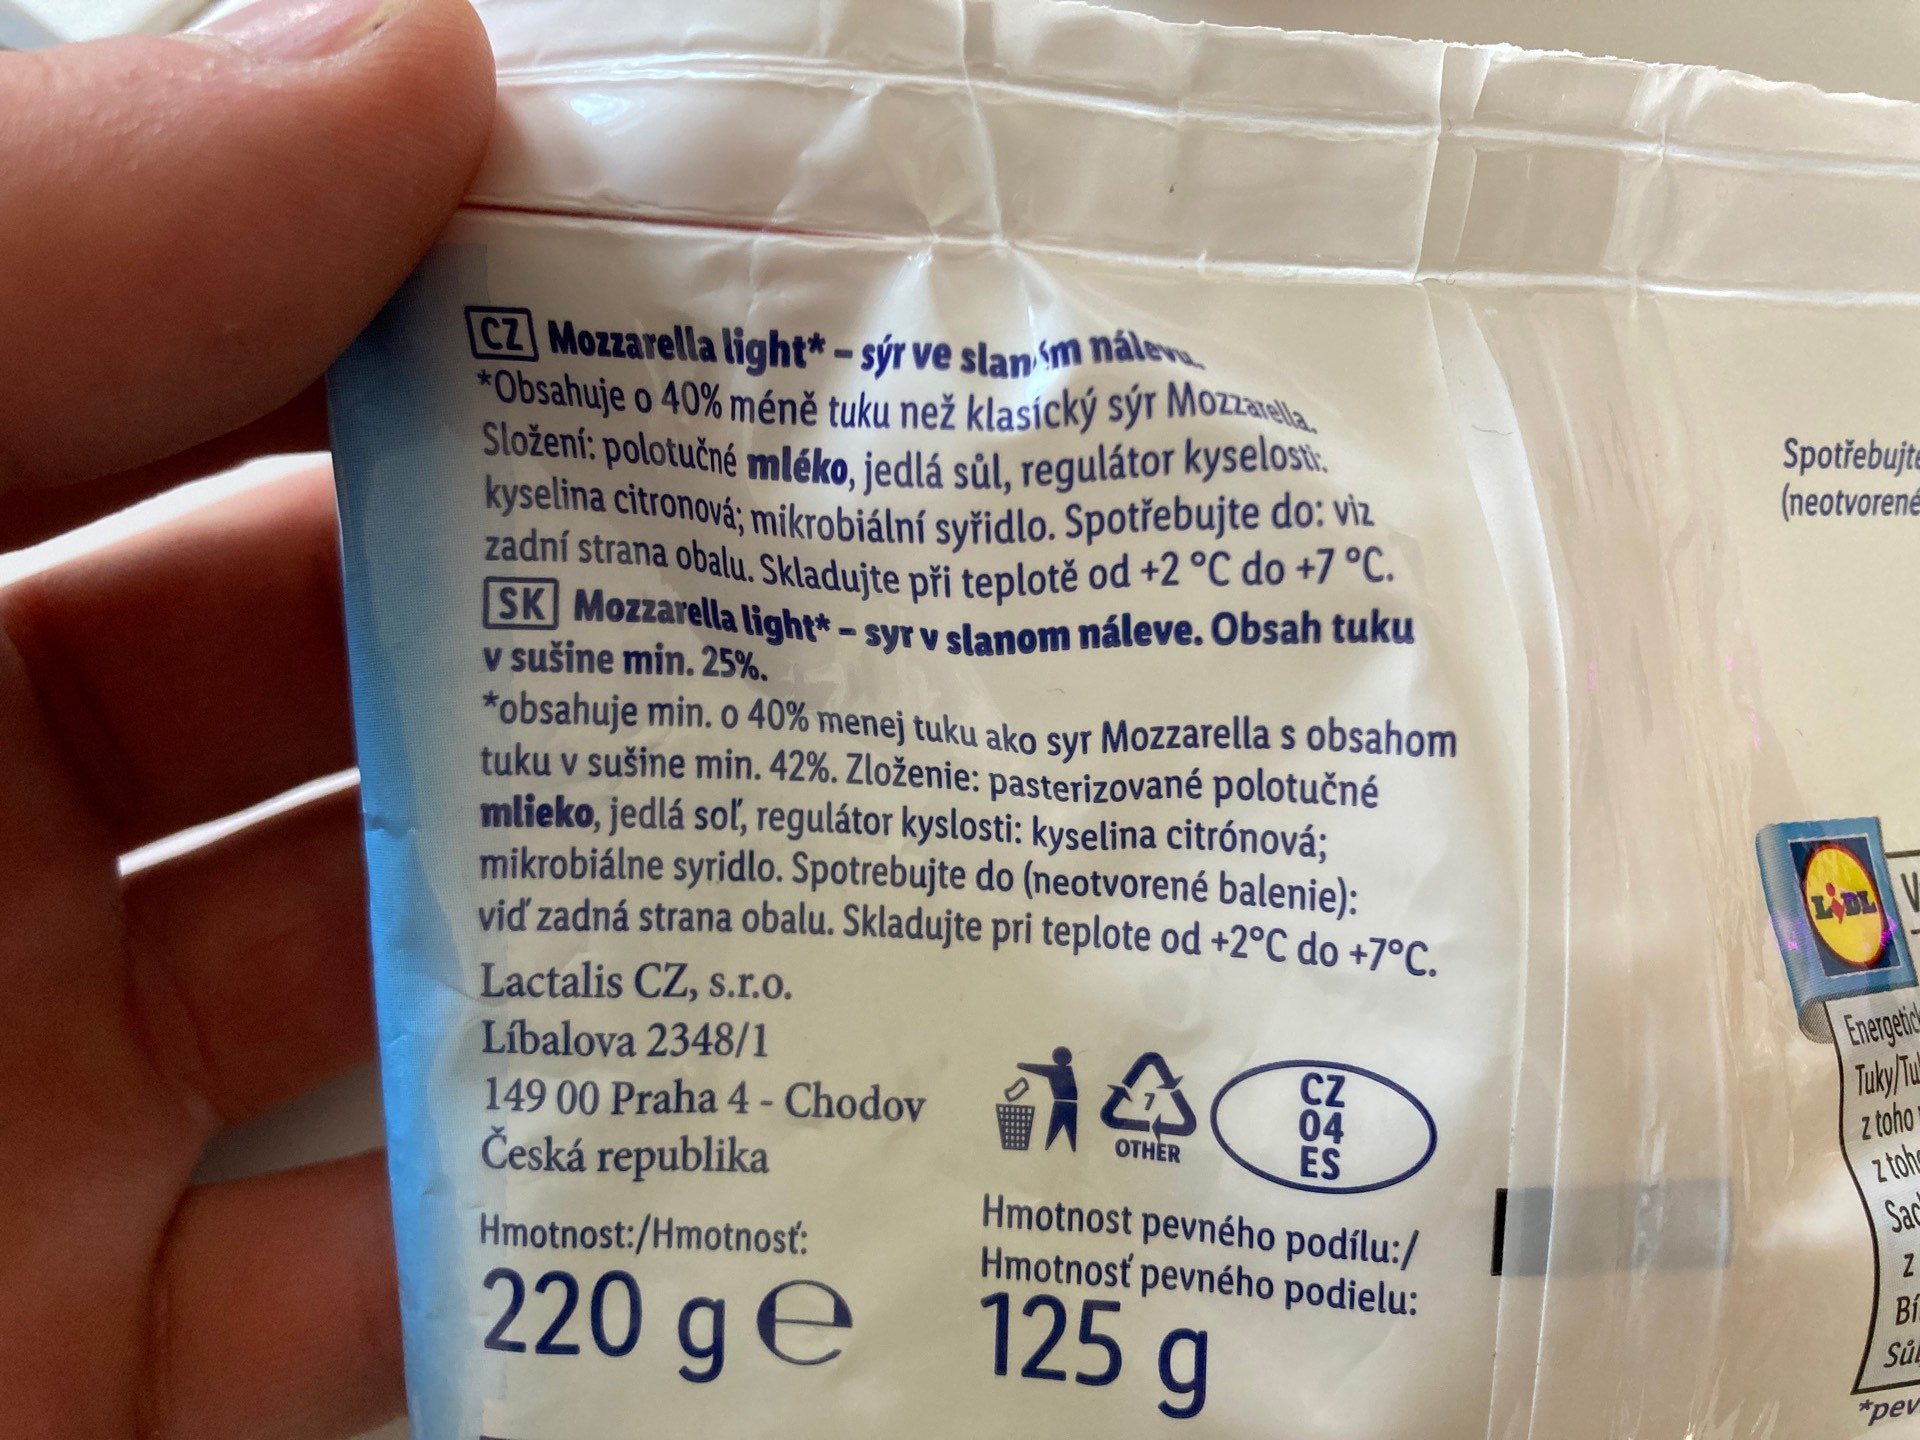 CZ Mozzarella light* – sýr ve slaném nálevu.
*Obsahuje o 40% méně tuku než klasický sýr Mozzarella.
Složení: polotučné mléko, jedlá sůl, regulátor kyselosti:
kyselina citronová; mikrobiální syřidlo. Spotřebujte do: viz
zadní strana obalu. Skladujte při teplotě od +2 °C do +7 °C.
SK Mozzarella light* – syr v slanom náleve. Obsah tuku
v sušine min. 25%.
*obsahuje min. o 40% menej tuku ako syr Mozzarella s obsahom
tuku v sušine min. 42%. Zloženie: pasterizované polotučné
mlieko, jedlá soľ, regulátor kyslosti: kyselina citrónová;
mikrobiálne syridlo. Spotrebujte do (neotvorené balenie):
viď zadná strana obalu. Skladujte pri teplote od +2°C do +7°C.
Lactalis CZ, s.r.o.
Líbalova 2348/1
149 00 Praha 4 - Chodov
Česká republika
7
OTHER
CZ
04
ES
Hmotnost:/Hmotnosť:
220 g e
Hmotnost pevného podílu:/
Hmotnosť pevného podielu:
125 g
Spotřebujte
(neotvorené
LIDL
Tuky/Tu
z toho
z toh
z